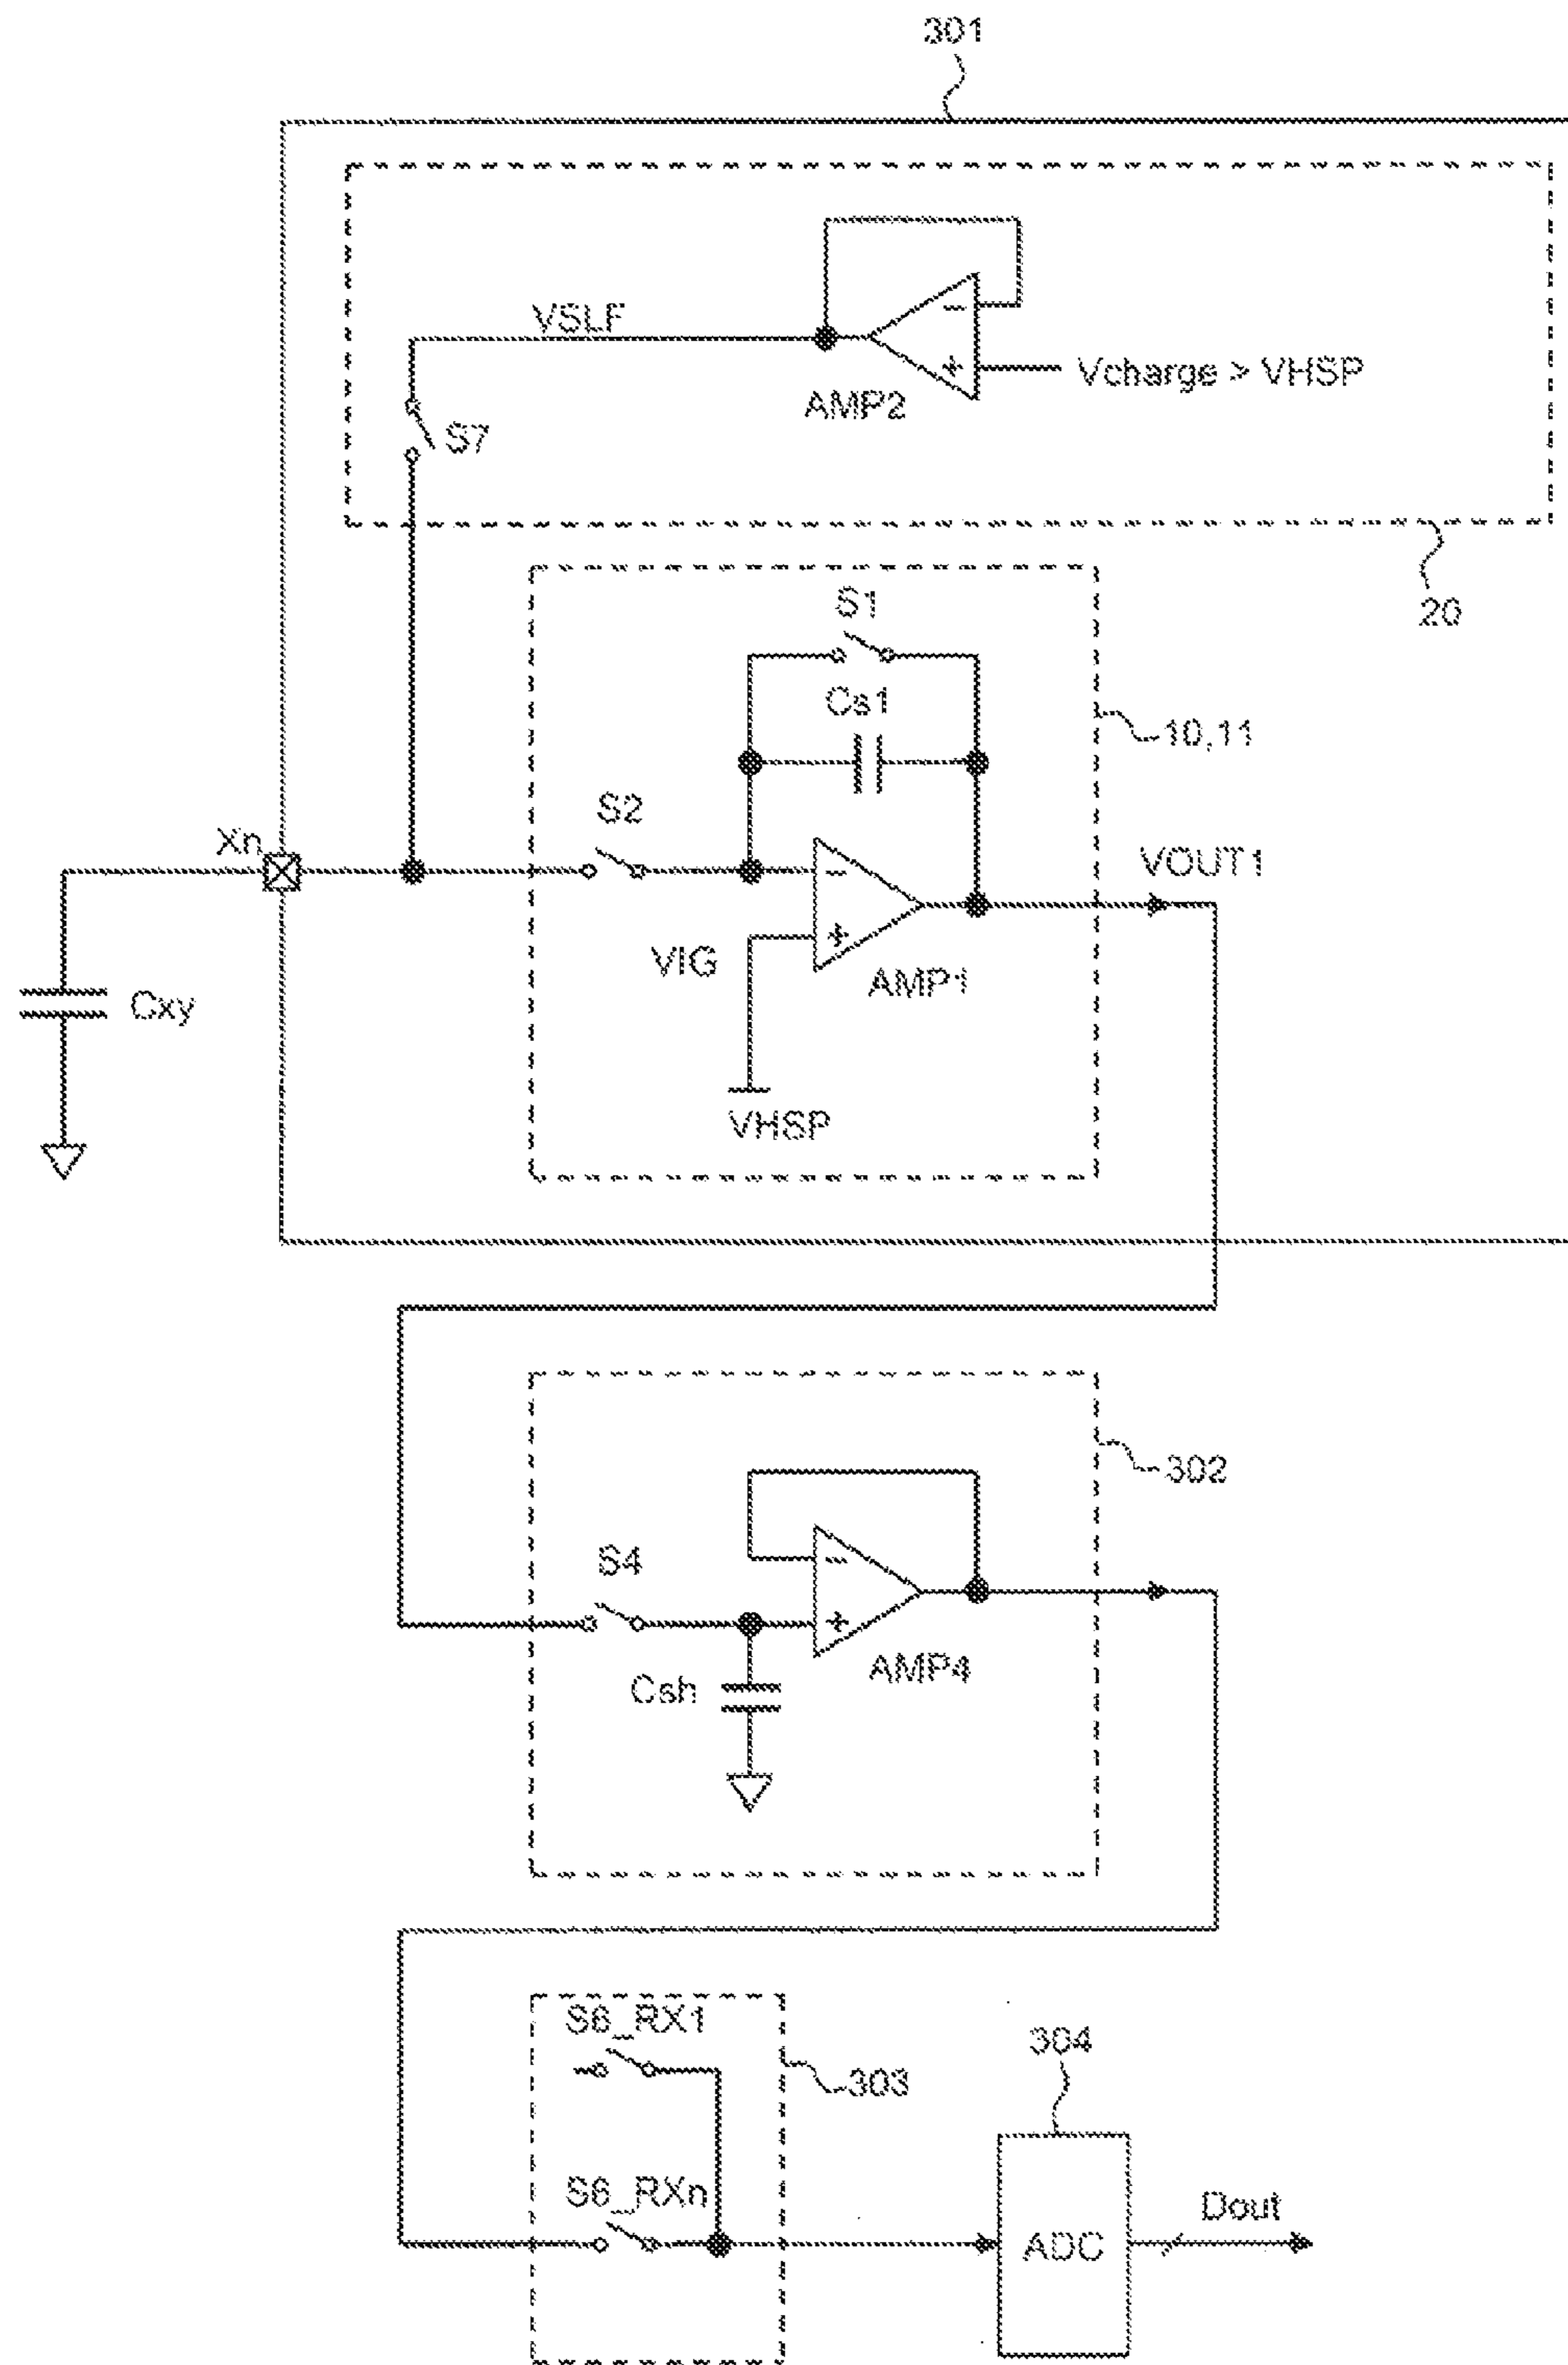 301
VSLF
Vcharge > VHSP
AMP2
S7
20
S1
Cs1
10,11
S2
Xn
VOUT1
VIG
AMP1
Cxy
VHSP
302
S4
AMP4
Csh
S6_RX1
304
303
S6_RXn
Dout
ADC